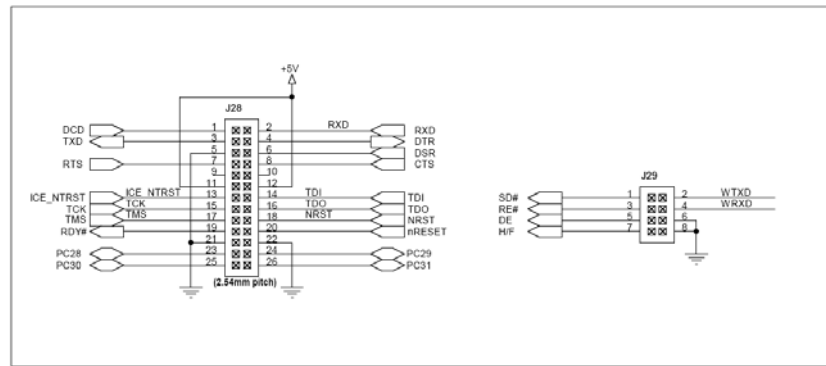 +5V
J28
DCD 1 2 RXD RXD
TXD 3 4 DTR
5 6 DSR
RTS 7 8 CTS
9 10
11 12
ICE_NTRST ICE_NTRST 13 14 TDI TDI
TCK TCK 15 16 TDO TDO
TMS TMS 17 18 NRST NRST
RDY# 19 20 nRESET
21 22
PC28 23 24 PC29
PC30 25 26 PC31
(2.54mm pitch)
J29
SD# 1 2 WTXD
RE# 3 4 WRXD
DE 5 6
H/F 7 8